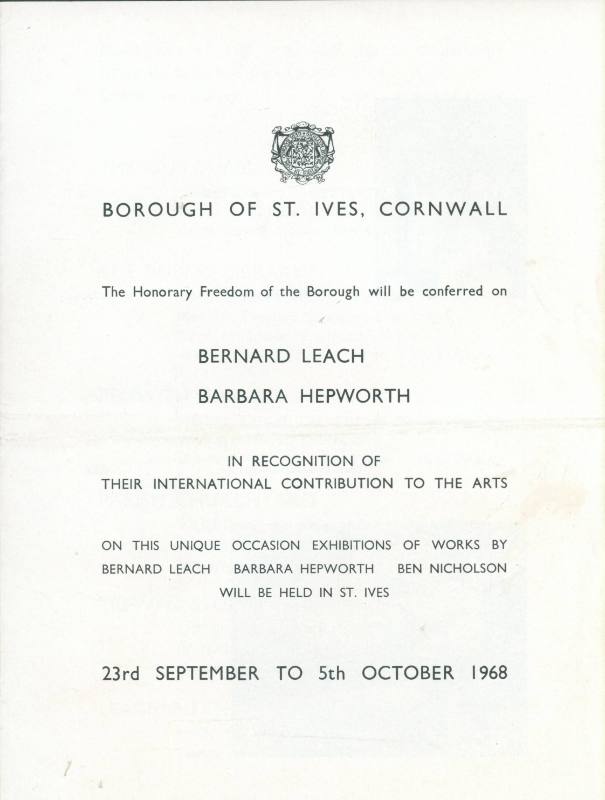 BOROUGH OF ST. IVES, CORNWALL
The Honorary Freedom of the Borough will be conferred on
BERNARD LEACH
BARBARA HEPWORTH
IN RECOGNITION OF
THEIR INTERNATIONAL CONTRIBUTION TO THE ARTS
ON THIS UNIQUE OCCASION EXHIBITIONS OF WORKS BY
BERNARD LEACH BARBARA HEPWORTH BEN NICHOLSON
WILL BE HELD IN ST. IVES
23rd SEPTEMBER TO 5th OCTOBER 1968